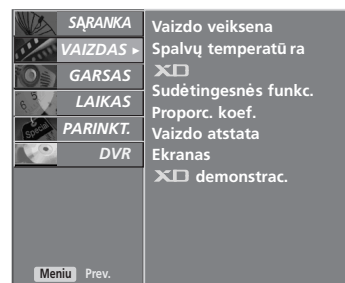 SĄRANKA
VAIZDAS ▸
GARSAS
LAIKAS
PARINKT.
DVR
Vaizdo veiksena
Spalvų temperatū ra
XD
Sudėtingesnės funkc.
Proporc. koef.
Vaizdo atstata
Ekranas
XD demonstrac.
Meniu Prev.